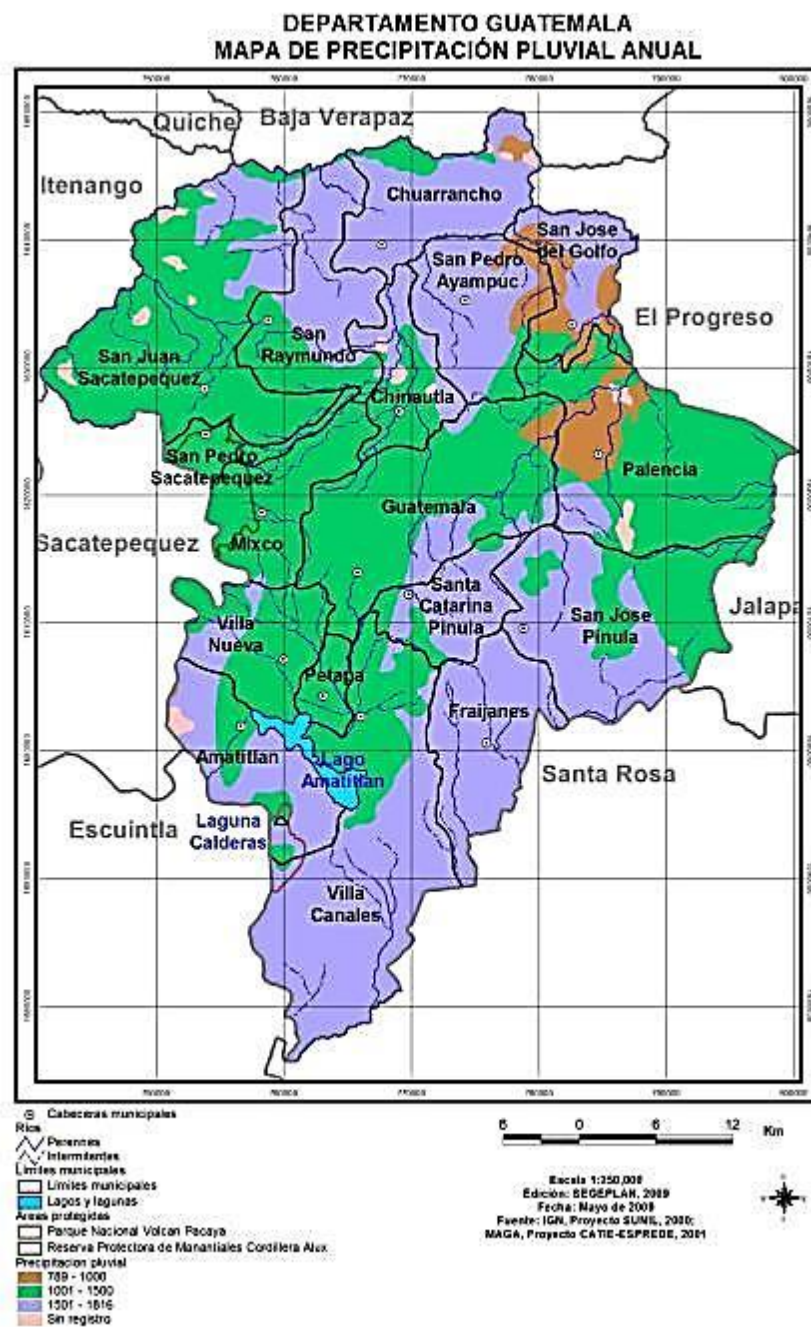 DEPARTAMENTO GUATEMALA
MAPA DE PRECIPITACIÓN PLUVIAL ANUAL
Quiche
Baja Verapaz
ltenango
Chuarrancho
San Jose
del Golfo
San Pedro
Ayampuc
El Progreso
San
Raymundo
San Juan
Sacatepequez
Chinautla
San Pedro
Sacatepequez
Palencia
Guatemala
Sacatepequez
Mixco
Santa
Catarina
Pinula
Jalapa
San Jose
Pinula
Villa
Nueva
Petapa
Fraijanes
Amatitlan
Lago
Amatitlan
Santa Rosa
Escuintla
Laguna
Calderas
Villa
Canales
Cabeceras municipales
Rios
Perennes
Intermitentes
Limites municipales
Limites municipales
Lagos y lagunas
Areas protegidas
Parque Nacional Volcan Pacaya
Reserva Protectora de Manantiales Cordillera Alux
Precipitacion pluvial
789 - 1000
1001 - 1500
1501 - 1816
Sin registro
6 0 6 12 Km
Escala 1:250,000
Edición: SEGEPLAN, 2009
Fecha: Mayo de 2009
Fuente: IGN, Proyecto SUNIL, 2000;
MAGA, Proyecto CATIE-ESPREDE, 2001